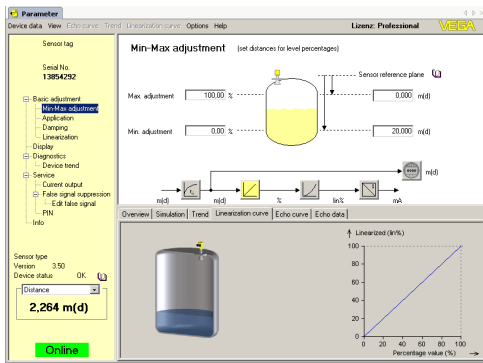 Parameter
Device data View Echo curve Trend Linearization curve Options Help Lizenz: Professional VEGA
Sensor tag
Serial No.
13854292
Basic adjustment
Min-Max adjustment
Application
Damping
Linearization
Display
Diagnostics
Device trend
Service
Current output
False signal suppression
Edit false signal
PIN
Info
Sensor type
Version 3.50
Device status OK
Distance
2,264 m(d)
Online
Min-Max adjustment (set distances for level percentages)
Sensor reference plane
Max. adjustment 100,00 % 0,000 m(d)
Min. adjustment 0,00 % 20,000 m(d)
m(d)
m(d) m(d) % lin% mA
Overview Simulation Trend Linearization curve Echo curve Echo data
Linearized (lin%)
100
80
60
40
20
0
0 20 40 60 80 100
Percentage value (%)